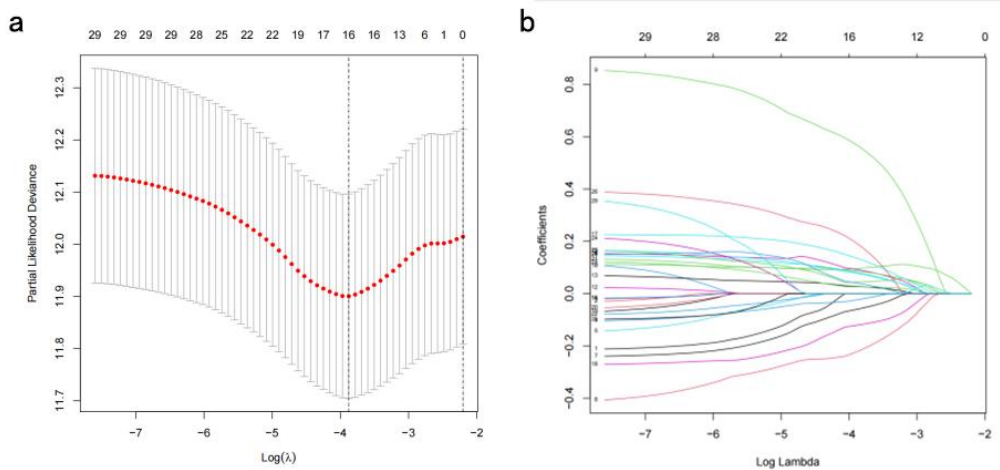 a
29 29 29 29 28 25 22 22 19 17 16 16 13 6 1 0
Partial Likelihood Deviance
12.3
12.2
12.1
12.0
11.9
11.8
11.7
-7 -6 -5 -4 -3 -2
Log(λ)
b
29 28 22 16 12 0
Coefficients
0.8
0.6
0.4
0.2
0.0
-0.2
-0.4
9
1
7
-7 -6 -5 -4 -3 -2
Log Lambda